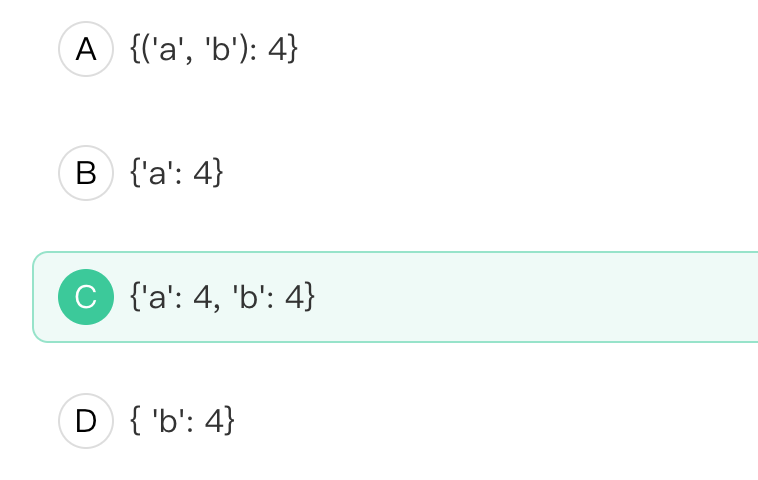 A {('a', 'b'): 4}
B {'a': 4}
C {'a': 4, 'b': 4}
D { 'b': 4}